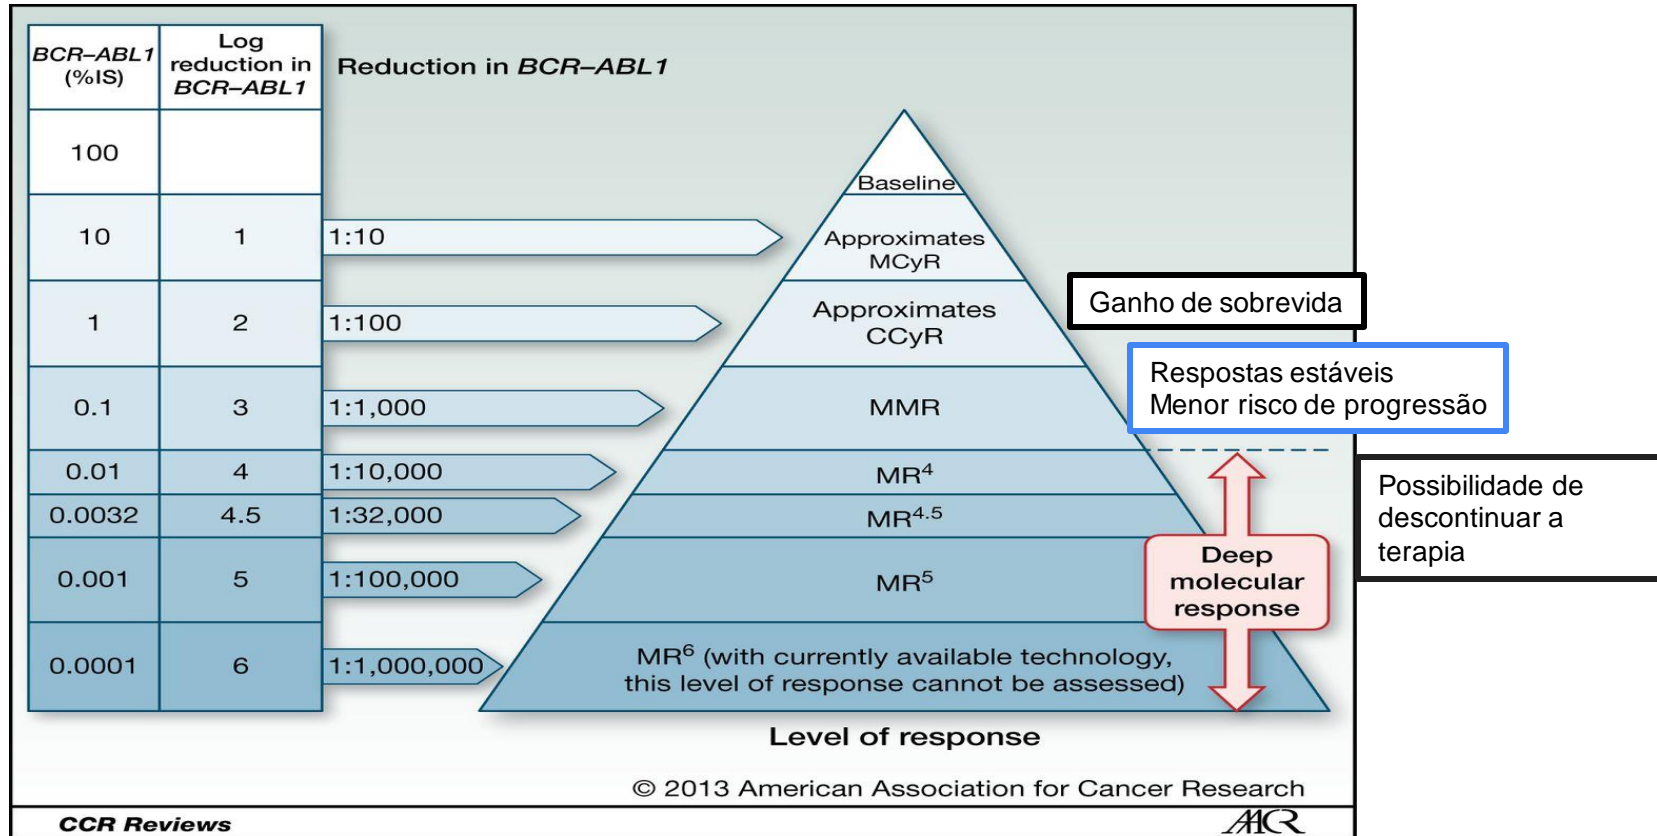 BCR–ABL1
(%IS)
Log
reduction in
BCR–ABL1
Reduction in BCR–ABL1
100
Baseline
10
1
1:10
Approximates
MCyR
1
2
1:100
Approximates
CCyR
Ganho de sobrevida
0.1
3
1:1,000
MMR
Respostas estáveis
Menor risco de progressão
0.01
4
1:10,000
MR⁴
0.0032
4.5
1:32,000
MR⁴·⁵
Possibilidade de
descontinuar a
terapia
0.001
5
1:100,000
MR⁵
Deep
molecular
response
0.0001
6
1:1,000,000
MR⁶ (with currently available technology,
this level of response cannot be assessed)
Level of response
© 2013 American Association for Cancer Research
CCR Reviews
AACR